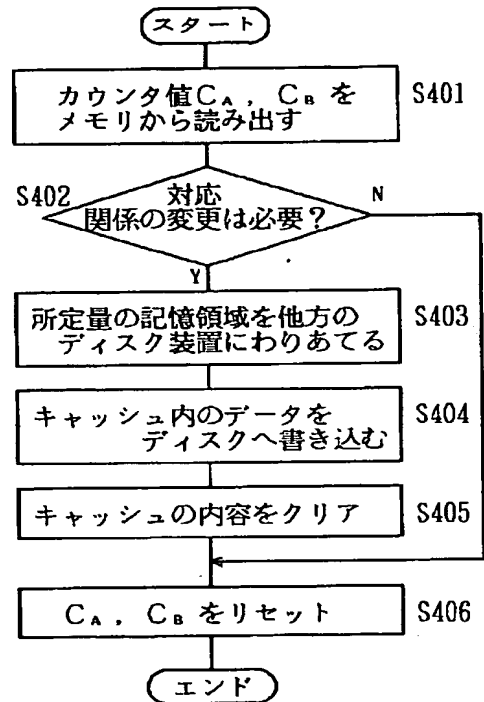 スタート
カウンタ値C_A, C_Bを
メモリから読み出す
S401
S402
対応
関係の変更は必要?
N
Y
所定量の記憶領域を他方の
ディスク装置にわりあてる
S403
キャッシュ内のデータを
ディスクへ書き込む
S404
キャッシュの内容をクリア
S405
C_A, C_Bをリセット
S406
エンド